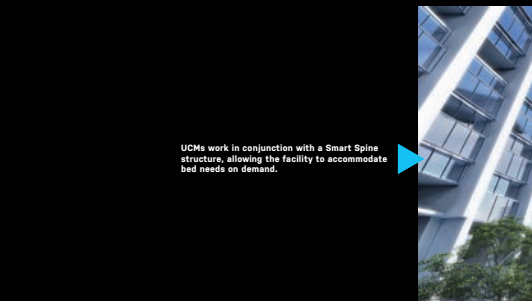 UCMs work in conjunction with a Smart Spine
structure, allowing the facility to accommodate
bed needs on demand.